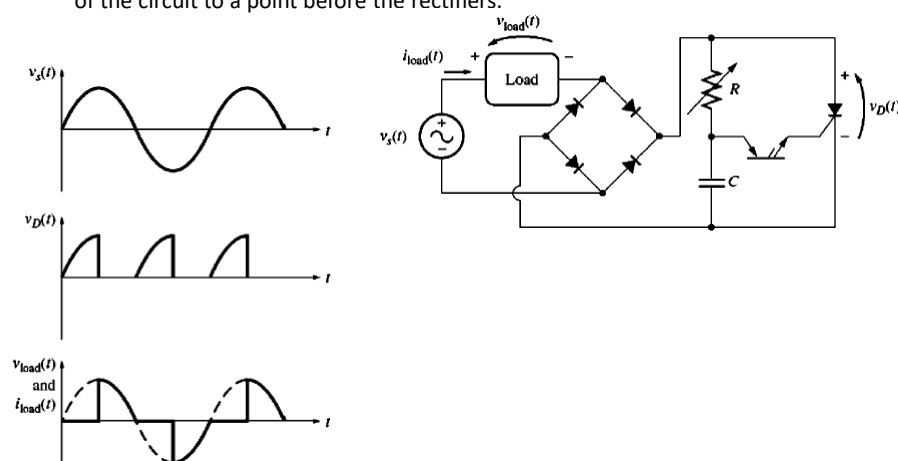 of the circuit to a point before the rectifiers.
vload(t)
iload(t)
+
−
Load
vs(t)
+
−
R
C
+
vD(t)
−
vs(t)
t
vD(t)
t
vload(t)
and
iload(t)
t